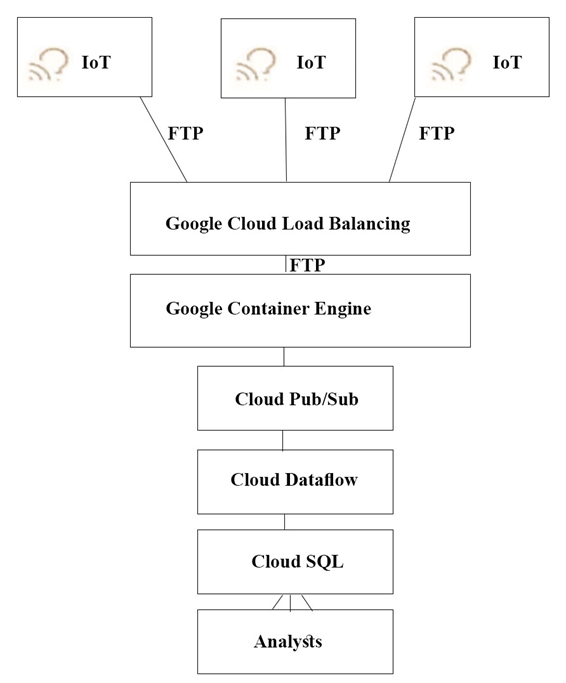 IoT
IoT
IoT
FTP
FTP
FTP
Google Cloud Load Balancing
FTP
Google Container Engine
Cloud Pub/Sub
Cloud Dataflow
Cloud SQL
Analysts